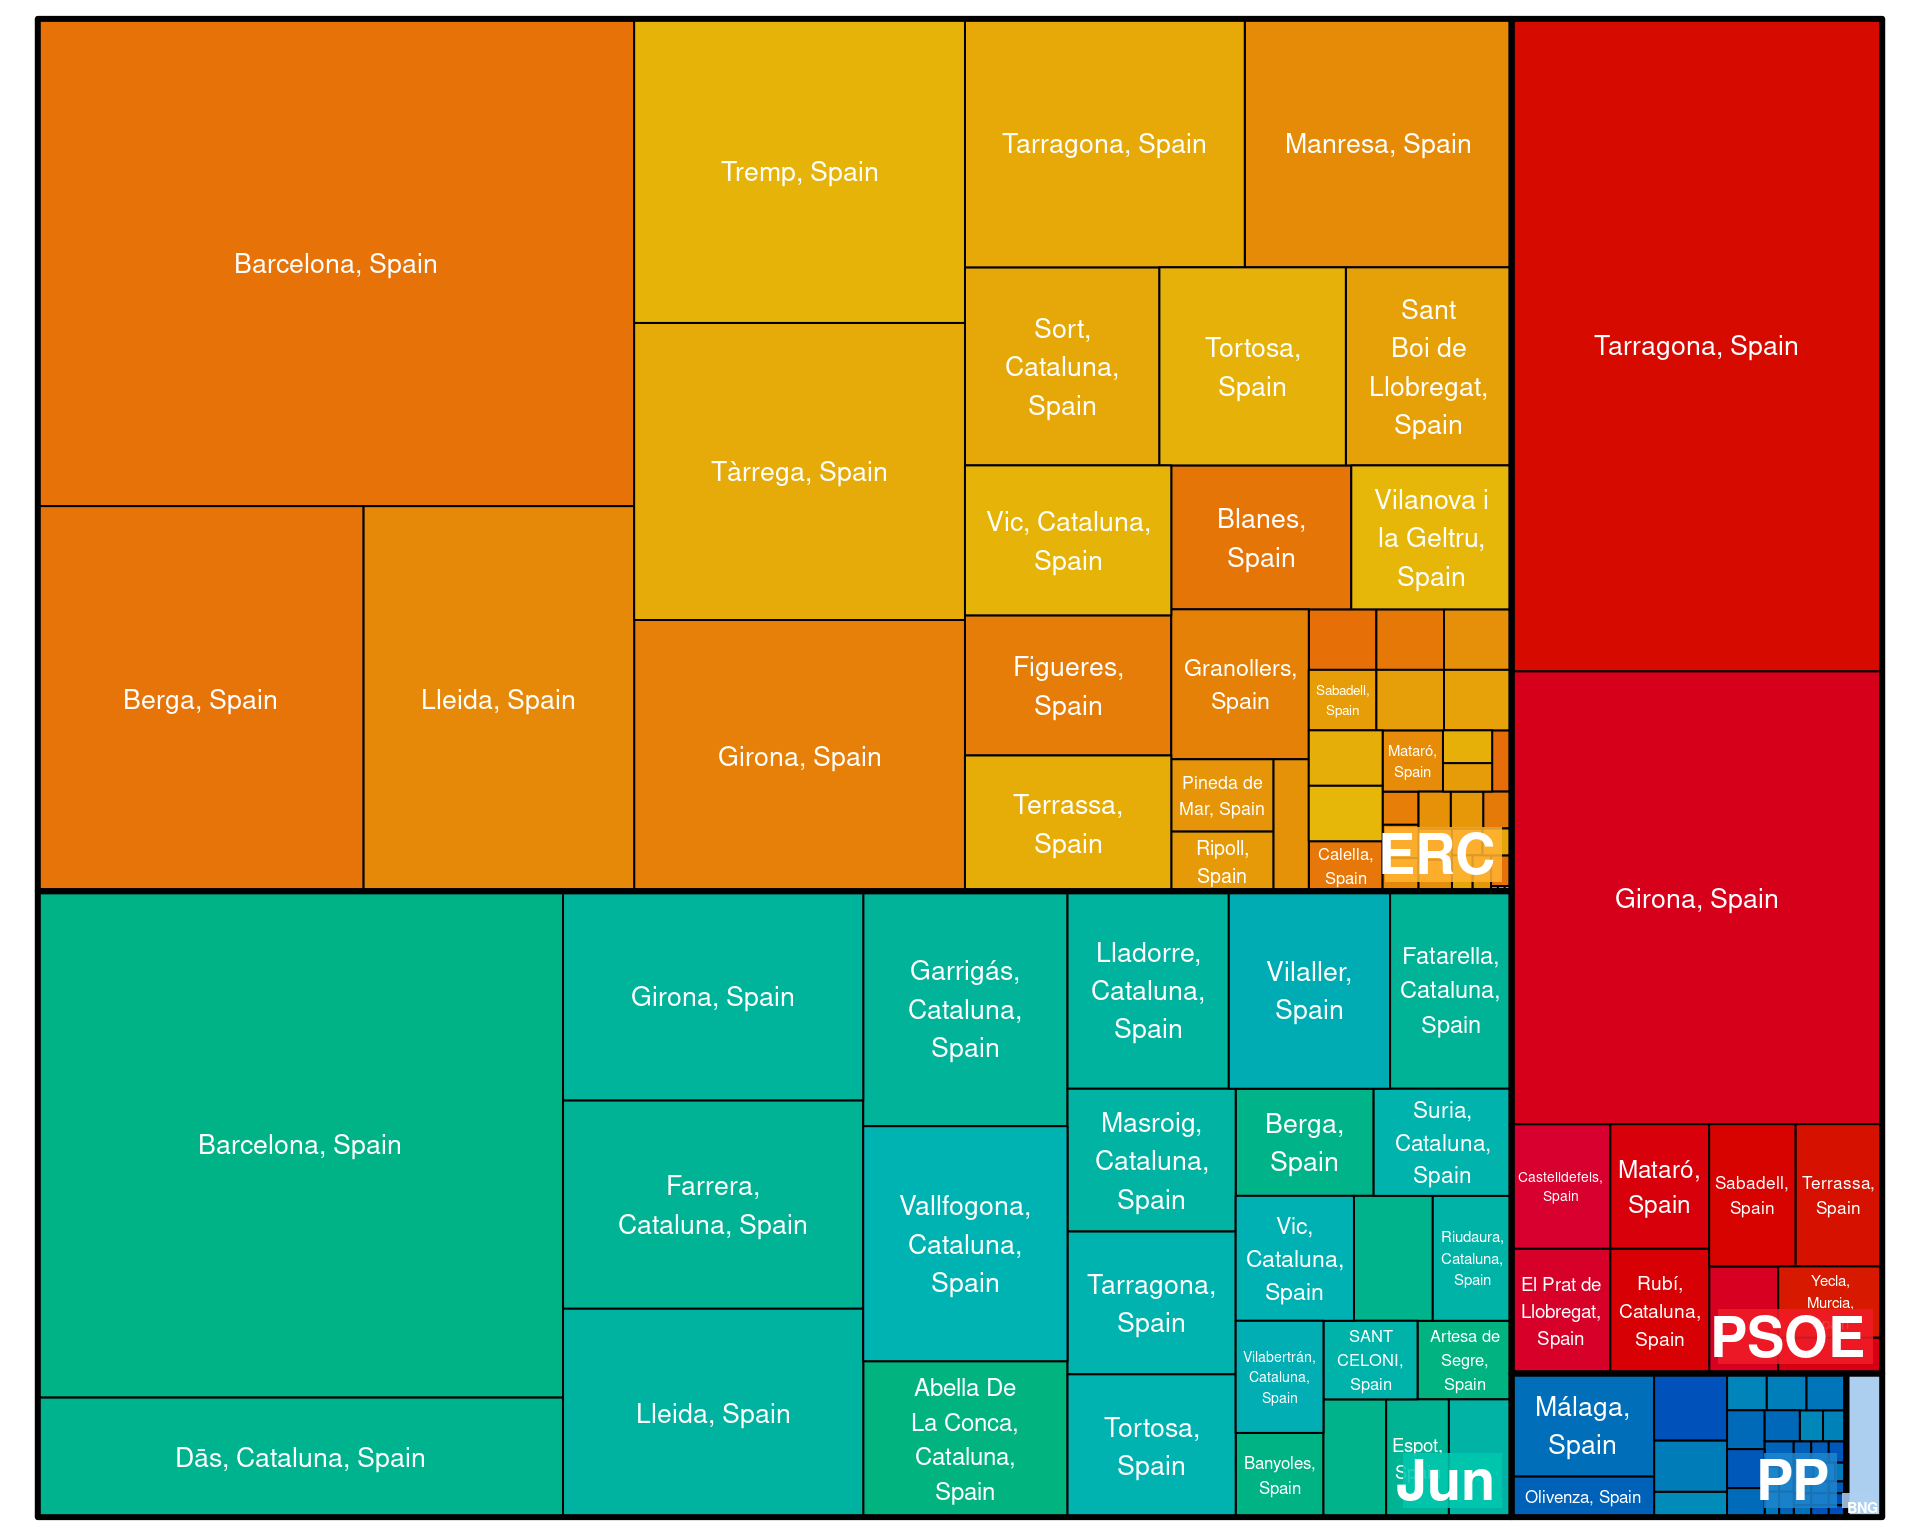 Barcelona, Spain
Berga, Spain
Lleida, Spain
Tremp, Spain
Tàrrega, Spain
Girona, Spain
Tarragona, Spain
Manresa, Spain
Sort,
Cataluna,
Spain
Tortosa,
Spain
Sant
Boi de
Llobregat,
Spain
Vic, Cataluna,
Spain
Blanes,
Spain
Vilanova i
la Geltru,
Spain
Figueres,
Spain
Granollers,
Spain
Sabadell,
Spain
Mataró,
Spain
Terrassa,
Spain
Pineda de
Mar, Spain
Ripoll,
Spain
Calella,
Spain
ERC
Barcelona, Spain
Dās, Cataluna, Spain
Girona, Spain
Farrera,
Cataluna, Spain
Lleida, Spain
Garrigás,
Cataluna,
Spain
Vallfogona,
Cataluna,
Spain
Abella De
La Conca,
Cataluna,
Spain
Lladorre,
Cataluna,
Spain
Vilaller,
Spain
Fatarella,
Cataluna,
Spain
Masroig,
Cataluna,
Spain
Berga,
Spain
Suria,
Cataluna,
Spain
Tarragona,
Spain
Vic,
Cataluna,
Spain
Riudaura,
Cataluna,
Spain
Tortosa,
Spain
Vilabertrán,
Cataluna,
Spain
SANT
CELONI,
Spain
Artesa de
Segre,
Spain
Banyoles,
Spain
Espot,
Jun
Tarragona, Spain
Girona, Spain
Castelldefels,
Spain
Mataró,
Spain
Sabadell,
Spain
Terrassa,
Spain
El Prat de
Llobregat,
Spain
Rubí,
Cataluna,
Spain
Yecla,
Murcia,
PSOE
Málaga,
Spain
Olivenza, Spain
PP
BNG